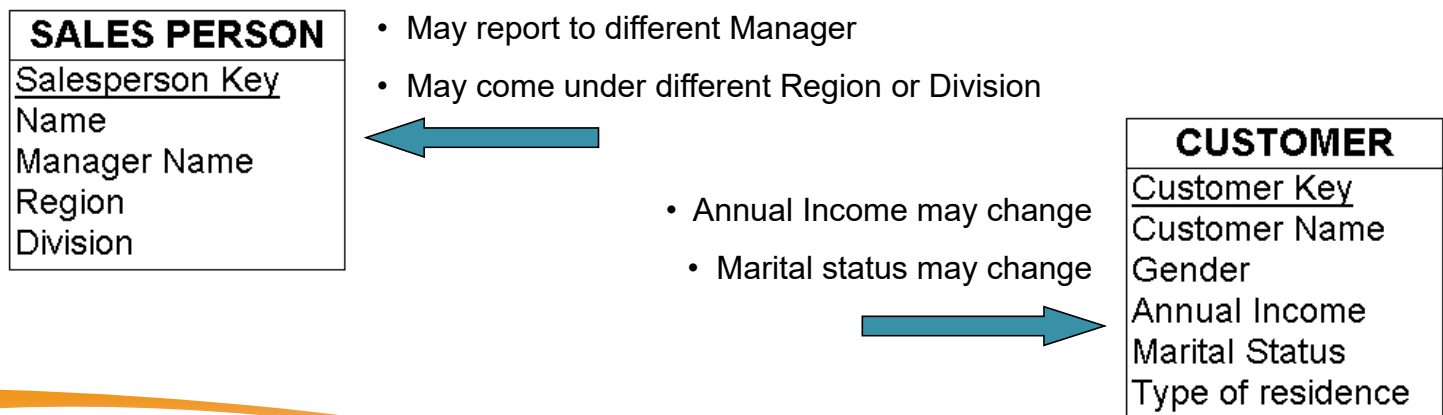 SALES PERSON
Salesperson Key
Name
Manager Name
Region
Division
• May report to different Manager
• May come under different Region or Division
• Annual Income may change
• Marital status may change
CUSTOMER
Customer Key
Customer Name
Gender
Annual Income
Marital Status
Type of residence